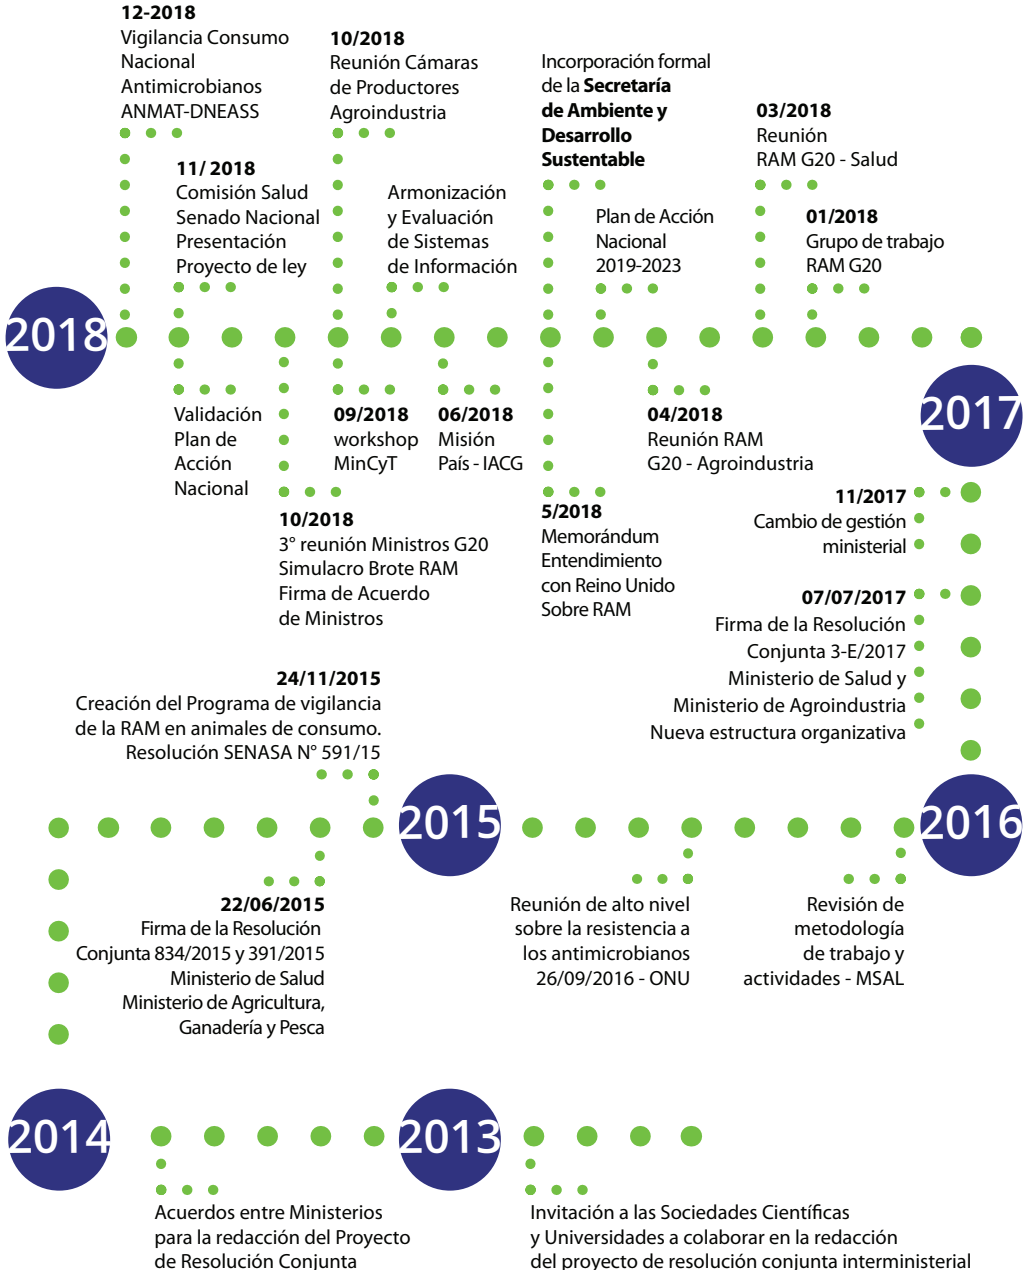 12-2018
Vigilancia Consumo
Nacional
Antimicrobianos
ANMAT-DNEASS
10/2018
Reunión Cámaras
de Productores
Agroindustria
Incorporación formal
de la Secretaría
de Ambiente y
Desarrollo
Sustentable
03/2018
Reunión
RAM G20 - Salud
11/ 2018
Comisión Salud
Senado Nacional
Presentación
Proyecto de ley
Armonización
y Evaluación
de Sistemas
de Información
Plan de Acción
Nacional
2019-2023
01/2018
Grupo de trabajo
RAM G20
2018
Validación
Plan de
Acción
Nacional
10/2018
3° reunión Ministros G20
Simulacro Brote RAM
Firma de Acuerdo
de Ministros
09/2018
workshop
MinCyT
06/2018
Misión
País - IACG
5/2018
Memorándum
Entendimiento
con Reino Unido
Sobre RAM
04/2018
Reunión RAM
G20 - Agroindustria
2017
11/2017
Cambio de gestión
ministerial
07/07/2017
Firma de la Resolución
Conjunta 3-E/2017
Ministerio de Salud y
Ministerio de Agroindustria
Nueva estructura organizativa
24/11/2015
Creación del Programa de vigilancia
de la RAM en animales de consumo.
Resolución SENASA N° 591/15
2015
2016
22/06/2015
Firma de la Resolución
Conjunta 834/2015 y 391/2015
Ministerio de Salud
Ministerio de Agricultura,
Ganadería y Pesca
Reunión de alto nivel
sobre la resistencia a
los antimicrobianos
26/09/2016 - ONU
Revisión de
metodología
de trabajo y
actividades - MSAL
2014
2013
Acuerdos entre Ministerios
para la redacción del Proyecto
de Resolución Conjunta
Invitación a las Sociedades Científicas
y Universidades a colaborar en la redacción
del proyecto de resolución conjunta interministerial